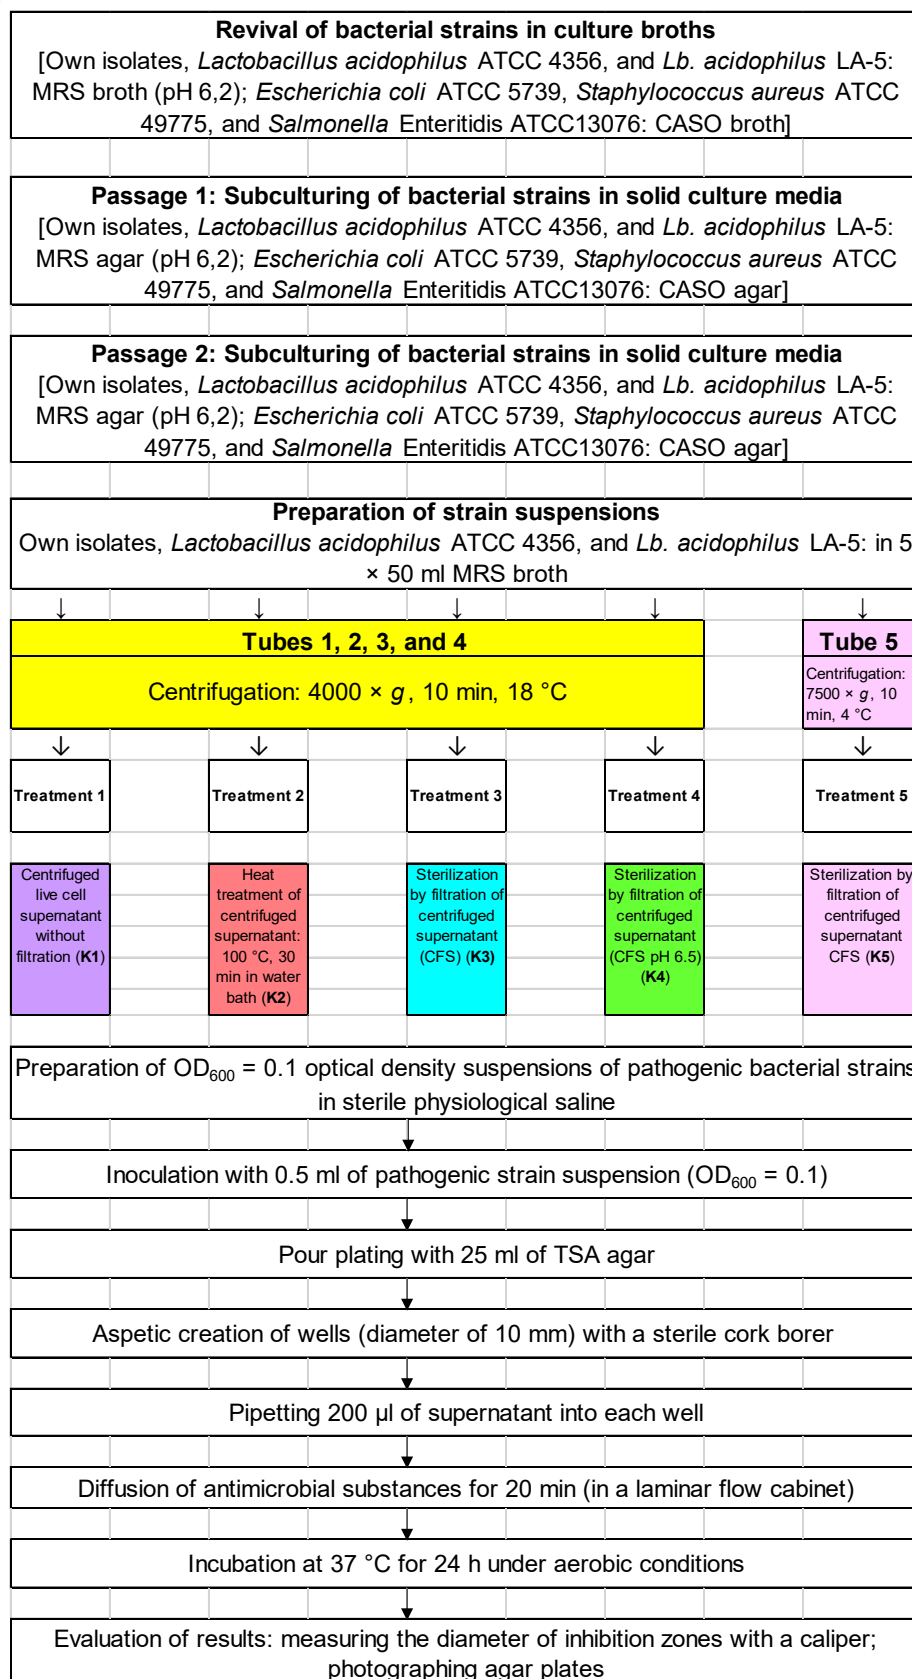 Revival of bacterial strains in culture broths
[Own isolates, Lactobacillus acidophilus ATCC 4356, and Lb. acidophilus LA-5:
MRS broth (pH 6,2); Escherichia coli ATCC 5739, Staphylococcus aureus ATCC
49775, and Salmonella Enteritidis ATCC13076: CASO broth]
Passage 1: Subculturing of bacterial strains in solid culture media
[Own isolates, Lactobacillus acidophilus ATCC 4356, and Lb. acidophilus LA-5:
MRS agar (pH 6,2); Escherichia coli ATCC 5739, Staphylococcus aureus ATCC
49775, and Salmonella Enteritidis ATCC13076: CASO agar]
Passage 2: Subculturing of bacterial strains in solid culture media
[Own isolates, Lactobacillus acidophilus ATCC 4356, and Lb. acidophilus LA-5:
MRS agar (pH 6,2); Escherichia coli ATCC 5739, Staphylococcus aureus ATCC
49775, and Salmonella Enteritidis ATCC13076: CASO agar]
Preparation of strain suspensions
Own isolates, Lactobacillus acidophilus ATCC 4356, and Lb. acidophilus LA-5: in 5
× 50 ml MRS broth
↓ ↓ ↓ ↓ ↓
Tubes 1, 2, 3, and 4
Centrifugation: 4000 × g, 10 min, 18 °C
Tube 5
Centrifugation:
7500 × g, 10
min, 4 °C
↓ ↓ ↓ ↓ ↓
Treatment 1
Treatment 2
Treatment 3
Treatment 4
Treatment 5
Centrifuged
live cell
supernatant
without
filtration (K1)
Heat
treatment of
centrifuged
supernatant:
100 °C, 30
min in water
bath (K2)
Sterilization
by filtration of
centrifuged
supernatant
(CFS) (K3)
Sterilization
by filtration of
centrifuged
supernatant
(CFS pH 6.5)
(K4)
Sterilization by
filtration of
centrifuged
supernatant
CFS (K5)
Preparation of OD600 = 0.1 optical density suspensions of pathogenic bacterial strains
in sterile physiological saline
Inoculation with 0.5 ml of pathogenic strain suspension (OD600 = 0.1)
Pour plating with 25 ml of TSA agar
Aspetic creation of wells (diameter of 10 mm) with a sterile cork borer
Pipetting 200 µl of supernatant into each well
Diffusion of antimicrobial substances for 20 min (in a laminar flow cabinet)
Incubation at 37 °C for 24 h under aerobic conditions
Evaluation of results: measuring the diameter of inhibition zones with a caliper;
photographing agar plates